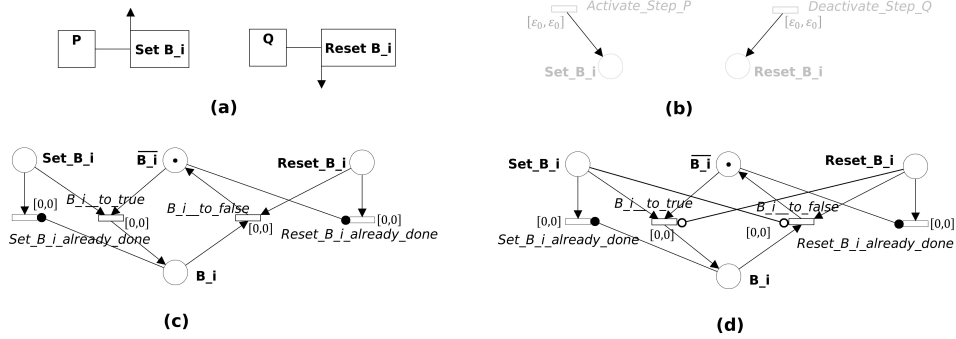 P
Set B_i
Q
Reset B_i
(a)
Activate_Step_P
[ε₀, ε₀]
Set_B_i
Deactivate_Step_Q
[ε₀, ε₀]
Reset_B_i
(b)
Set_B_i
B_i
Reset_B_i
[0,0]
B_i__to_true
[0,0]
B_i__to_false
[0,0]
[0,0]
Set_B_i_already_done
Reset_B_i_already_done
B_i
(c)
Set_B_i
B_i
Reset_B_i
[0,0]
B_i__to_true
[0,0]
B_i__to_false
[0,0]
[0,0]
Set_B_i_already_done
Reset_B_i_already_done
B_i
(d)